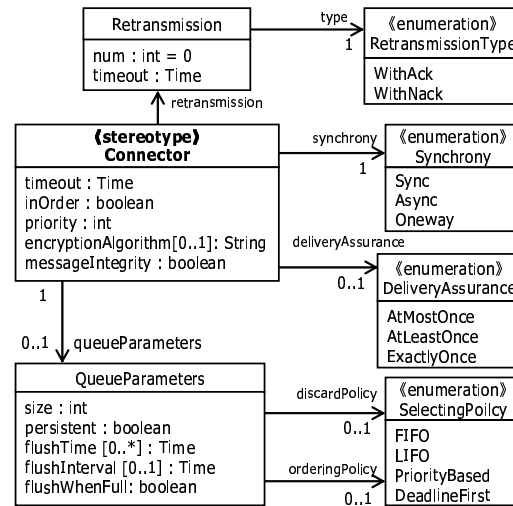 Retransmission
num : int = 0
timeout : Time
type
1
《enumeration》
RetransmissionType
WithAck
WithNack
retransmission
《stereotype》
Connector
timeout : Time
inOrder : boolean
priority : int
encryptionAlgorithm[0..1]: String
messageIntegrity : boolean
synchrony
1
《enumeration》
Synchrony
Sync
Async
Oneway
deliveryAssurance
0..1
《enumeration》
DeliveryAssurance
AtMostOnce
AtLeastOnce
ExactlyOnce
1
0..1
queueParameters
QueueParameters
size : int
persistent : boolean
flushTime [0..*] : Time
flushInterval [0..1] : Time
flushWhenFull: boolean
discardPolicy
0..1
orderingPolicy
0..1
《enumeration》
SelectingPoilcy
FIFO
LIFO
PriorityBased
DeadlineFirst